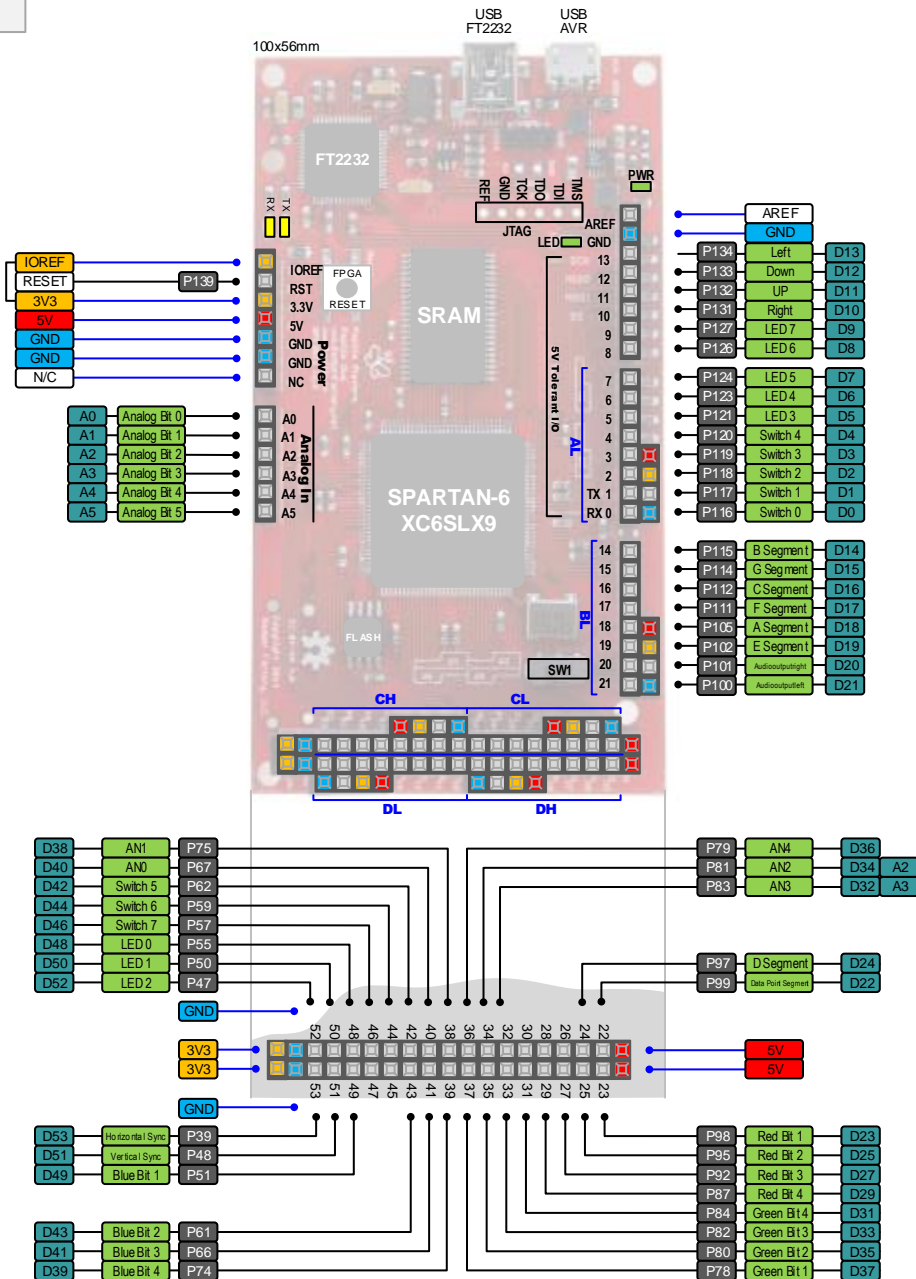 USB FT2232
USB AVR
100x56mm
FT2232
PWR
RX TX
REF GND TCK TDO TDI TMS
JTAG
AREF
LED GND
AREF
GND
P134 Left D13
P133 Down D12
P132 UP D11
P131 Right D10
P127 LED 7 D9
P126 LED 6 D8
P124 LED 5 D7
P123 LED 4 D6
P121 LED 3 D5
P120 Switch 4 D4
P119 Switch 3 D3
P118 Switch 2 D2
P117 Switch 1 D1
P116 Switch 0 D0
P115 B Segment D14
P114 G Segment D15
P112 C Segment D16
P111 F Segment D17
P105 A Segment D18
P102 E Segment D19
P101 Audiooutputright D20
P100 Audiooutputleft D21
IOREF
RESET P139
3V3
5V
GND
GND
N/C
IOREF
RST
3.3V
5V
GND
GND
NC
Power
FPGA RESET
SRAM
5V Tolerant I/O
13
12
11
10
9
8
7
6
5
4
3
2
TX 1
RX 0
AL
A0 Analog Bit 0
A1 Analog Bit 1
A2 Analog Bit 2
A3 Analog Bit 3
A4 Analog Bit 4
A5 Analog Bit 5
A0
A1
A2
A3
A4
A5
Analog In
SPARTAN-6
XC6SLX9
14
15
16
17
18
19
20
21
BL
FLASH
SW1
CH CL
DL DH
D38 AN1 P75
D40 AN0 P67
D42 Switch 5 P62
D44 Switch 6 P59
D46 Switch 7 P57
D48 LED 0 P55
D50 LED 1 P50
D52 LED 2 P47
GND
P79 AN4 D36
P81 AN2 D34 A2
P83 AN3 D32 A3
P97 D Segment D24
P99 Data Point Segment D22
52 50 48 46 44 42 40 38 36 34 32 30 28 26 24 22
3V3
3V3
5V
5V
53 51 49 47 45 43 41 39 37 35 33 31 29 27 25 23
GND
D53 Horizontal Sync P39
D51 Vertical Sync P48
D49 Blue Bit 1 P51
D43 Blue Bit 2 P61
D41 Blue Bit 3 P66
D39 Blue Bit 4 P74
P98 Red Bit 1 D23
P95 Red Bit 2 D25
P92 Red Bit 3 D27
P87 Red Bit 4 D29
P84 Green Bit 4 D31
P82 Green Bit 3 D33
P80 Green Bit 2 D35
P78 Green Bit 1 D37